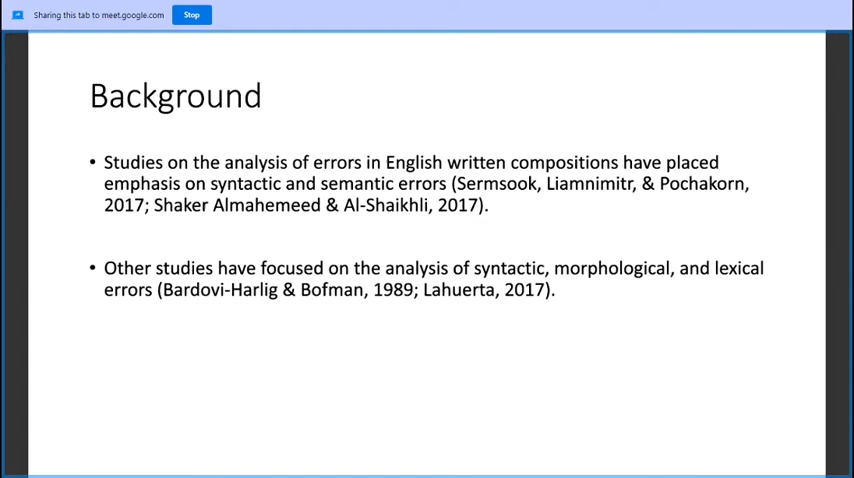 Sharing this tab to meet.google.com Stop
Background
• Studies on the analysis of errors in English written compositions have placed
emphasis on syntactic and semantic errors (Sermsook, Liamnimitr, & Pochakorn,
2017; Shaker Almahemeed & Al-Shaikhli, 2017).
• Other studies have focused on the analysis of syntactic, morphological, and lexical
errors (Bardovi-Harlig & Bofman, 1989; Lahuerta, 2017).